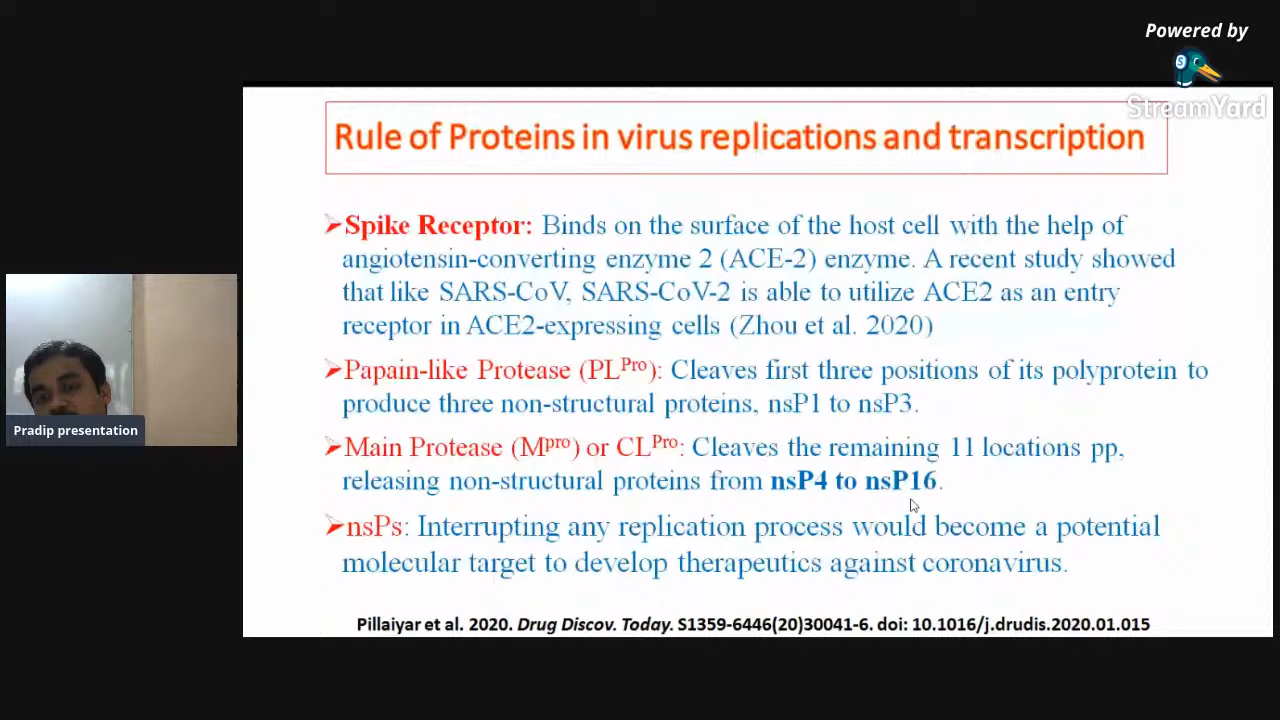 Powered by
StreamYard
Rule of Proteins in virus replications and transcription
➢Spike Receptor: Binds on the surface of the host cell with the help of
angiotensin-converting enzyme 2 (ACE-2) enzyme. A recent study showed
that like SARS-CoV, SARS-CoV-2 is able to utilize ACE2 as an entry
receptor in ACE2-expressing cells (Zhou et al. 2020)
➢Papain-like Protease (PLPro): Cleaves first three positions of its polyprotein to
produce three non-structural proteins, nsP1 to nsP3.
➢Main Protease (Mpro) or CLPro: Cleaves the remaining 11 locations pp,
releasing non-structural proteins from nsP4 to nsP16.
➢nsPs: Interrupting any replication process would become a potential
molecular target to develop therapeutics against coronavirus.
Pillaiyar et al. 2020. Drug Discov. Today. S1359-6446(20)30041-6. doi: 10.1016/j.drudis.2020.01.015
Pradip presentation